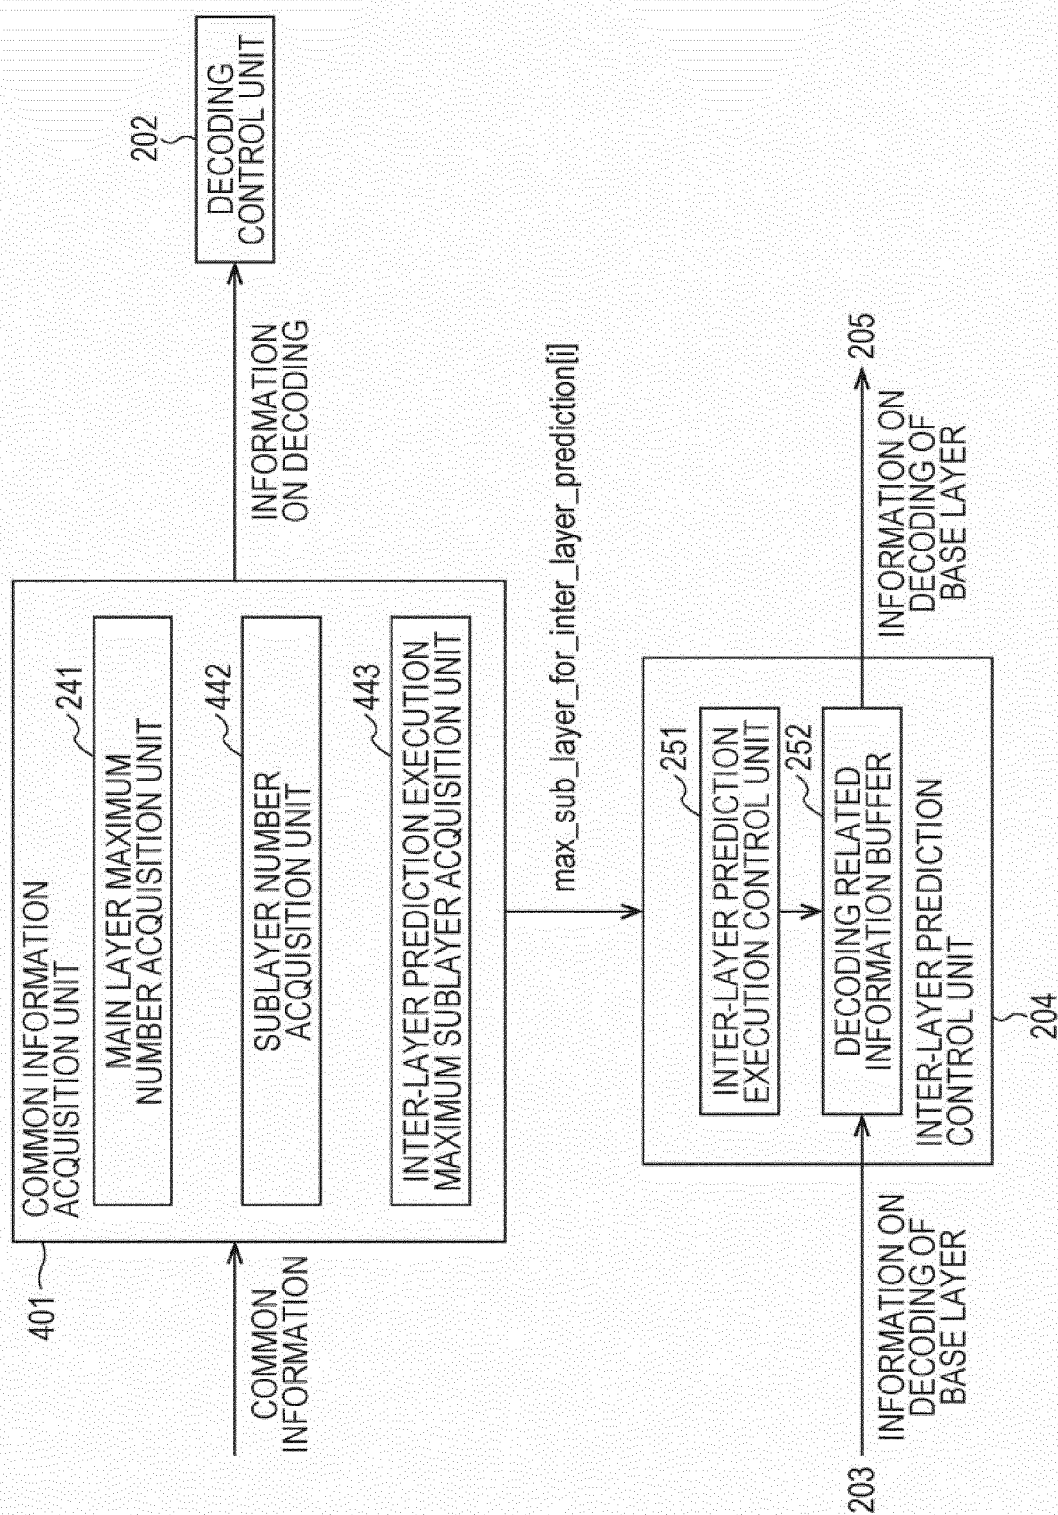 401
COMMON INFORMATION
ACQUISITION UNIT
241
MAIN LAYER MAXIMUM
NUMBER ACQUISITION UNIT
442
SUBLAYER NUMBER
ACQUISITION UNIT
443
INTER-LAYER PREDICTION EXECUTION
MAXIMUM SUBLAYER ACQUISITION UNIT
COMMON
INFORMATION
INFORMATION
ON DECODING
202
DECODING
CONTROL UNIT
max_sub_layer_for_inter_layer_prediction[i]
251
INTER-LAYER PREDICTION
EXECUTION CONTROL UNIT
252
DECODING RELATED
INFORMATION BUFFER
INTER-LAYER PREDICTION
CONTROL UNIT
204
203
INFORMATION ON
DECODING OF
BASE LAYER
205
INFORMATION ON
DECODING OF
BASE LAYER